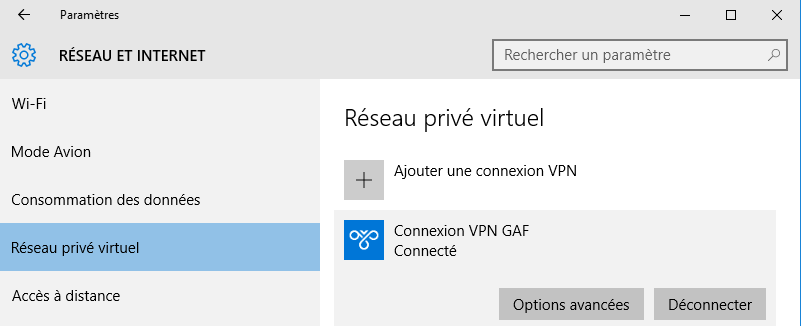 Paramètres
RÉSEAU ET INTERNET
Rechercher un paramètre
Wi-Fi
Mode Avion
Consommation des données
Réseau privé virtuel
Accès à distance
Réseau privé virtuel
Ajouter une connexion VPN
Connexion VPN GAF
Connecté
Options avancées
Déconnecter